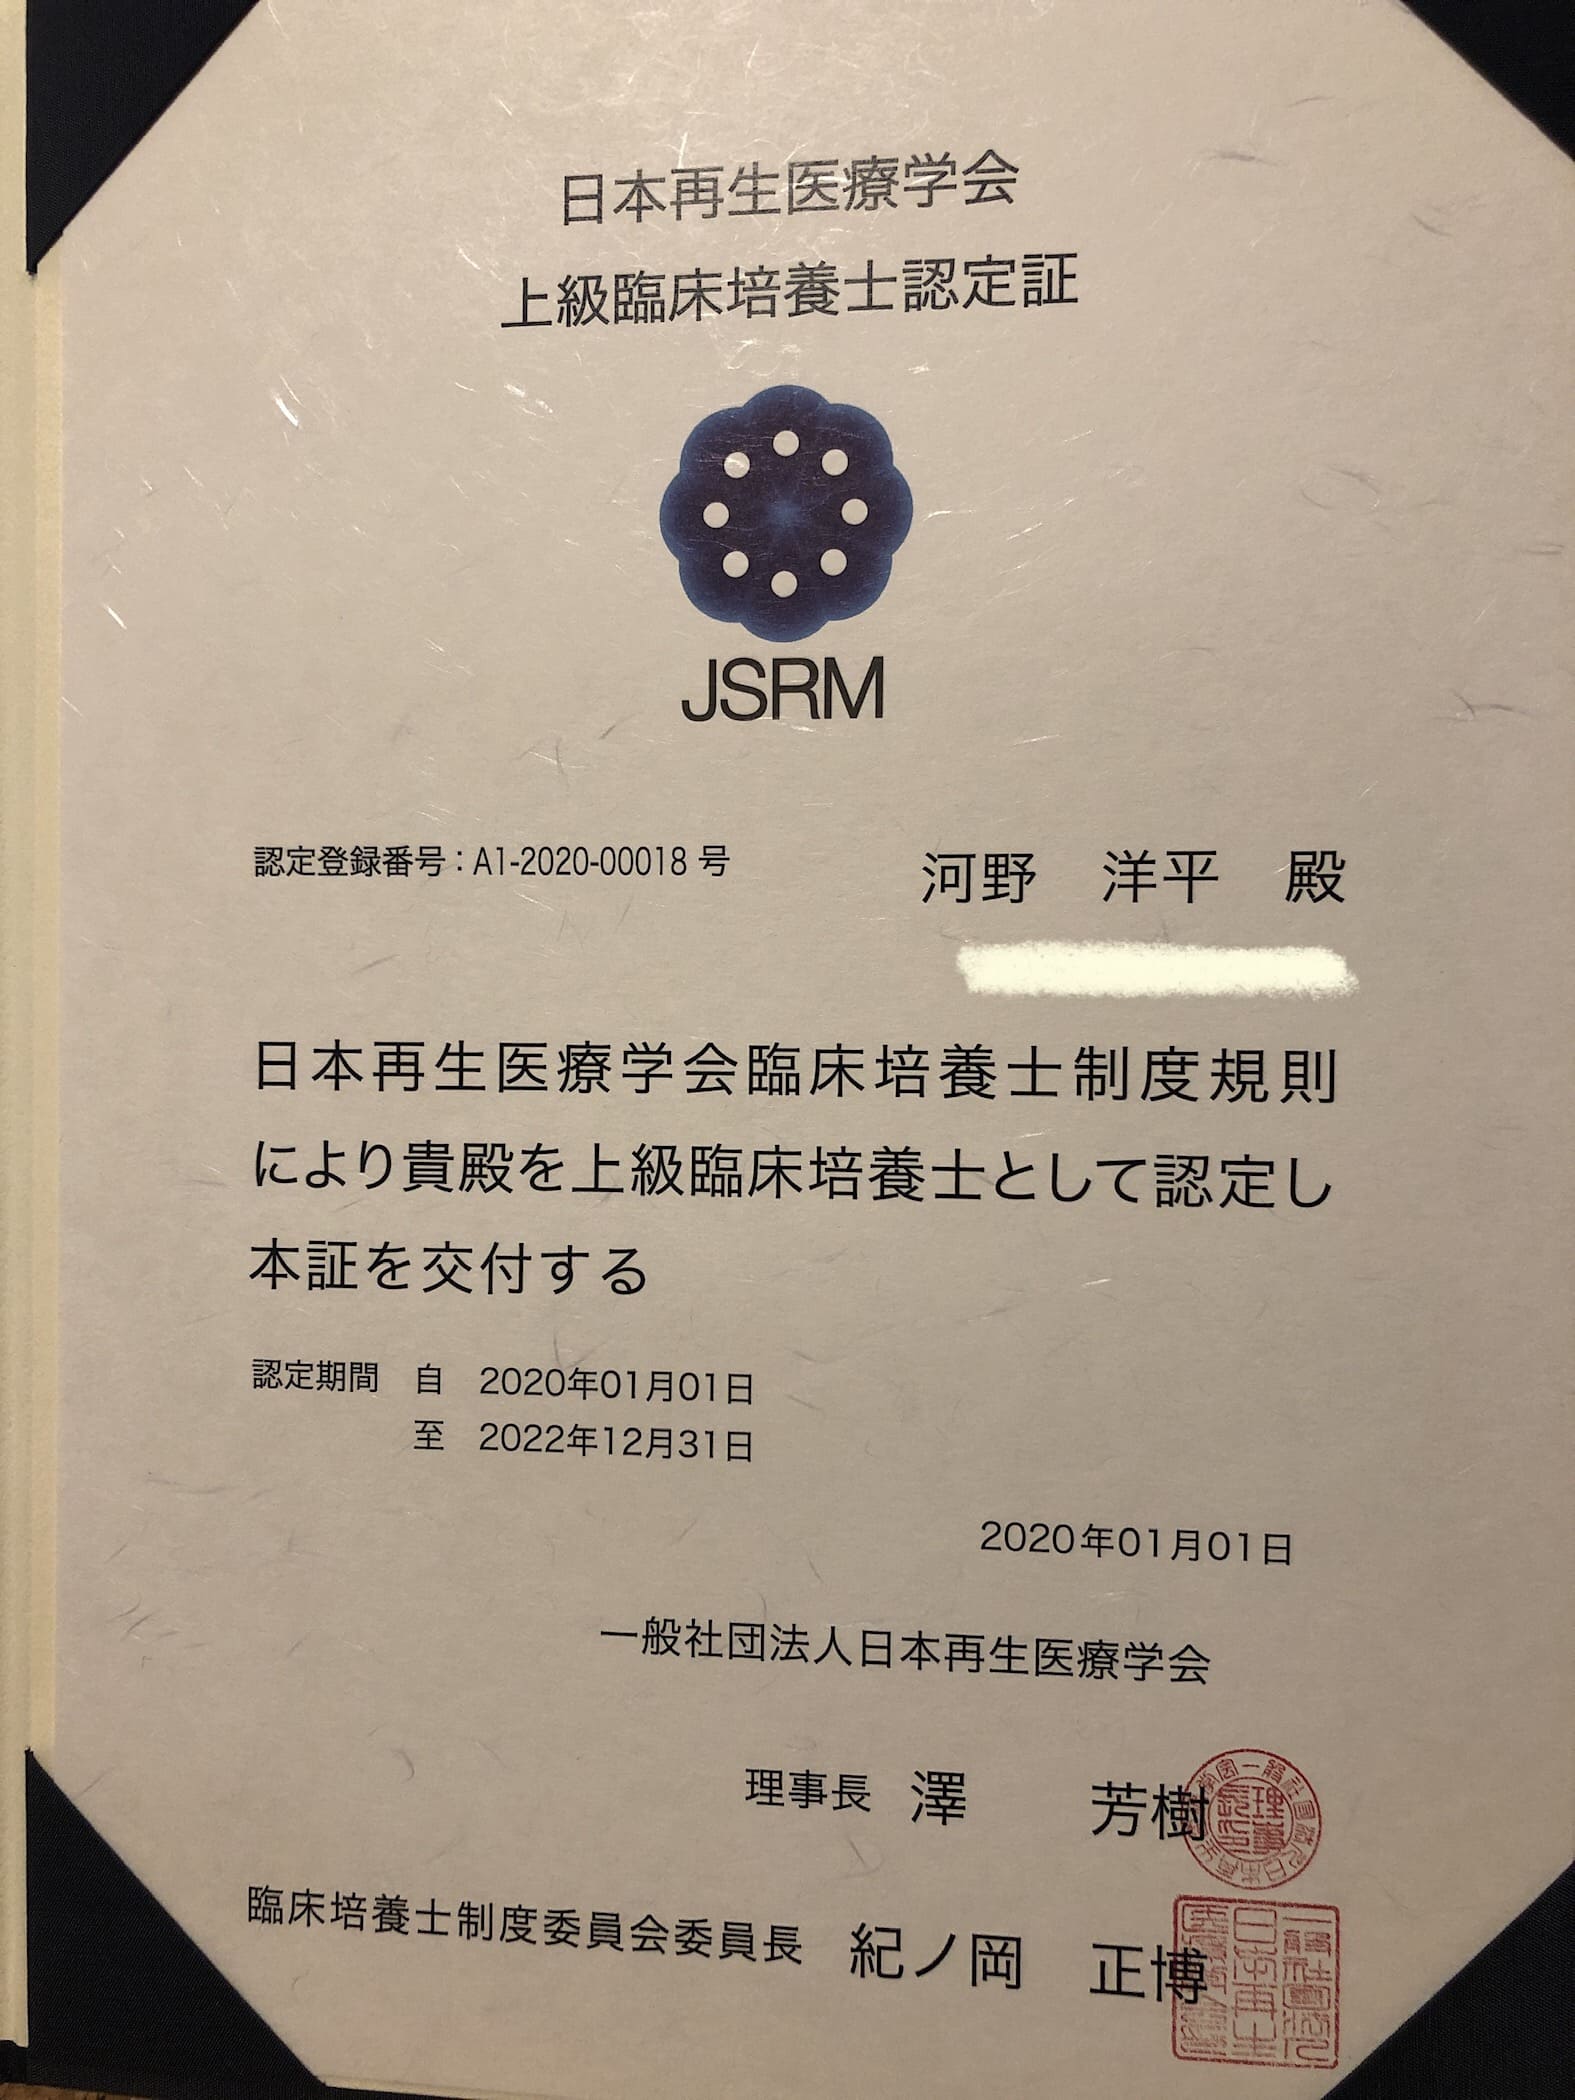 日本再生医療学会
上級臨床培養士認定証
JSRM
認定登録番号：A1-2020-00018 号
河野　洋平　殿
日本再生医療学会臨床培養士制度規則
により貴殿を上級臨床培養士として認定し
本証を交付する
認定期間　自　2020年01月01日
至　2022年12月31日
2020年01月01日
一般社団法人日本再生医療学会
理事長　澤　芳樹
臨床培養士制度委員会委員長　紀ノ岡　正博